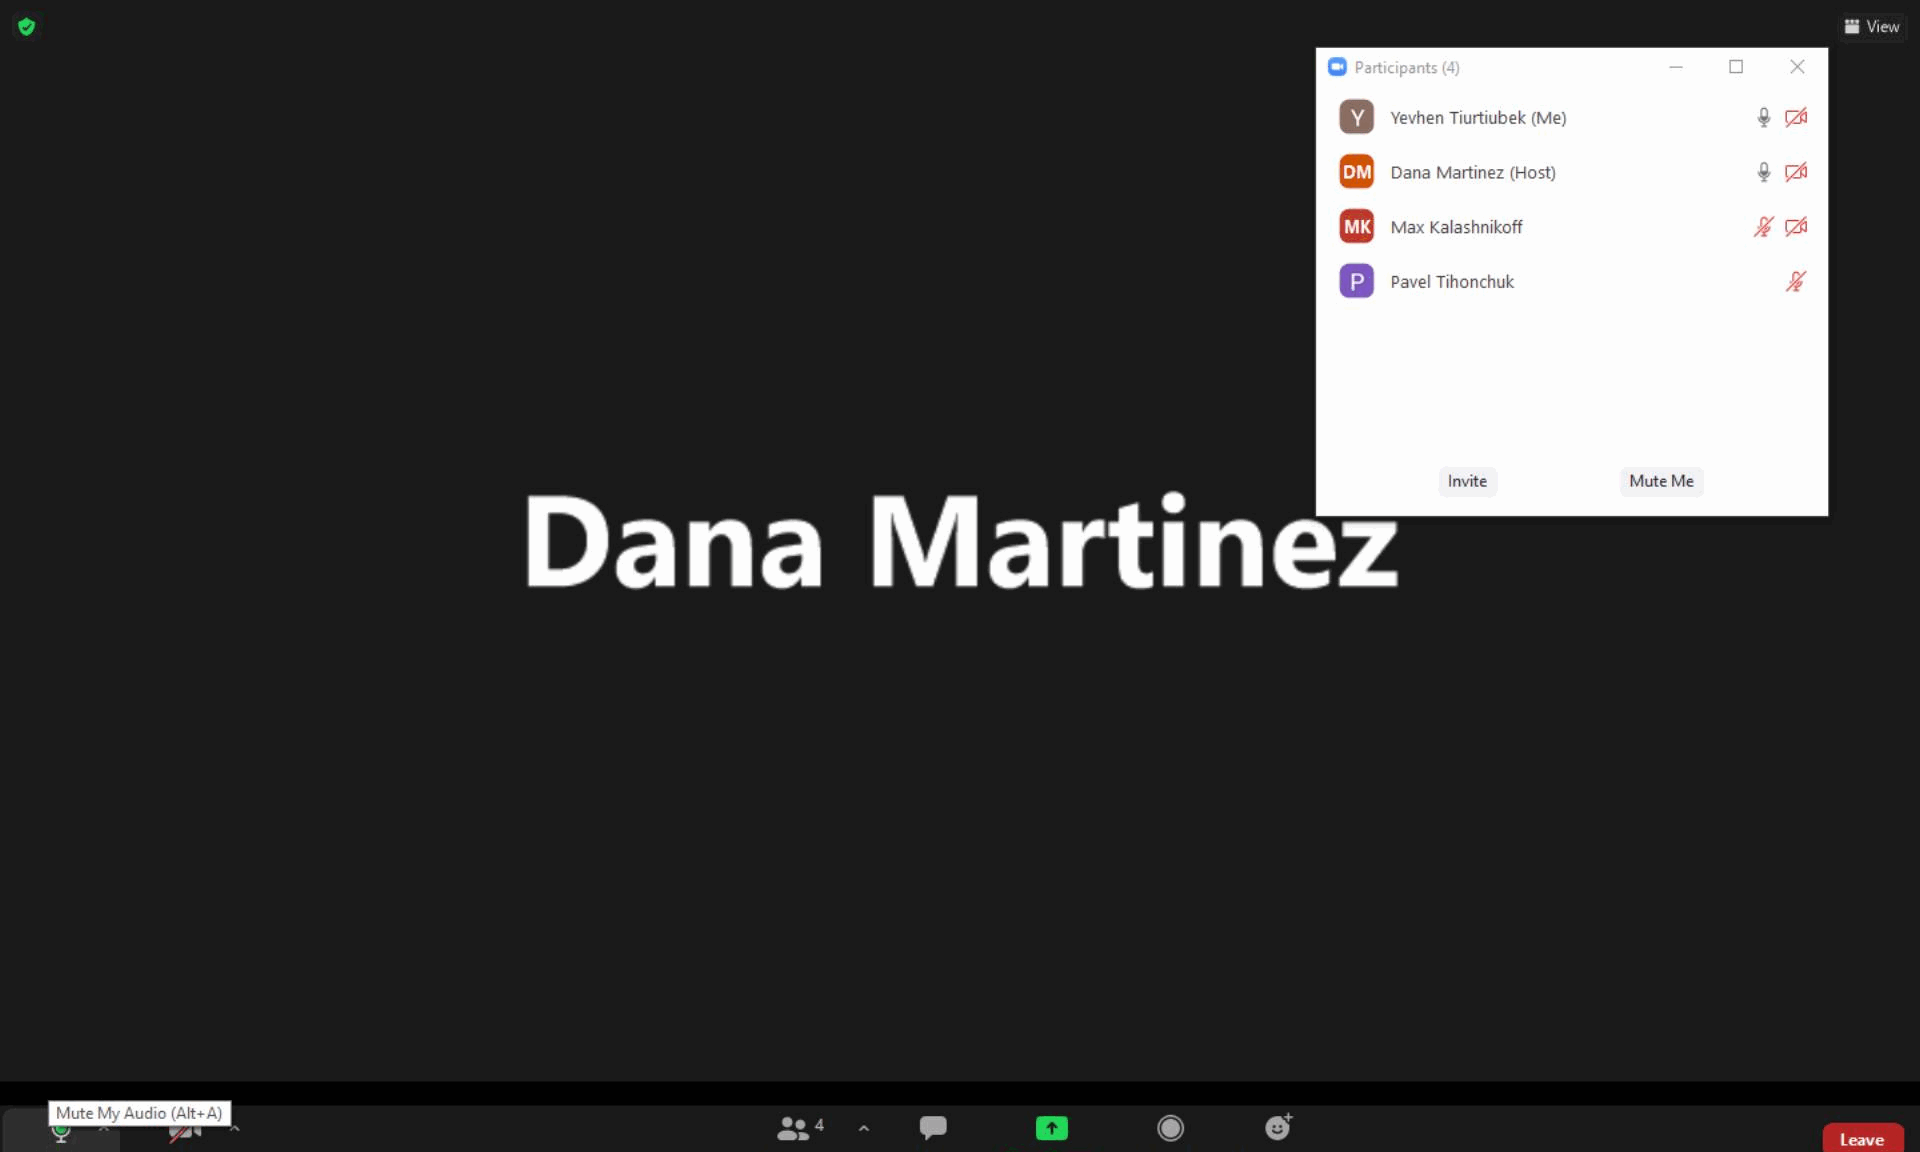 View
Participants (4)
Y Yevhen Tiurtiubek (Me)
DM Dana Martinez (Host)
MK Max Kalashnikoff
P Pavel Tihonchuk
Invite Mute Me
Dana Martinez
Mute My Audio (Alt+A)
4
Leave